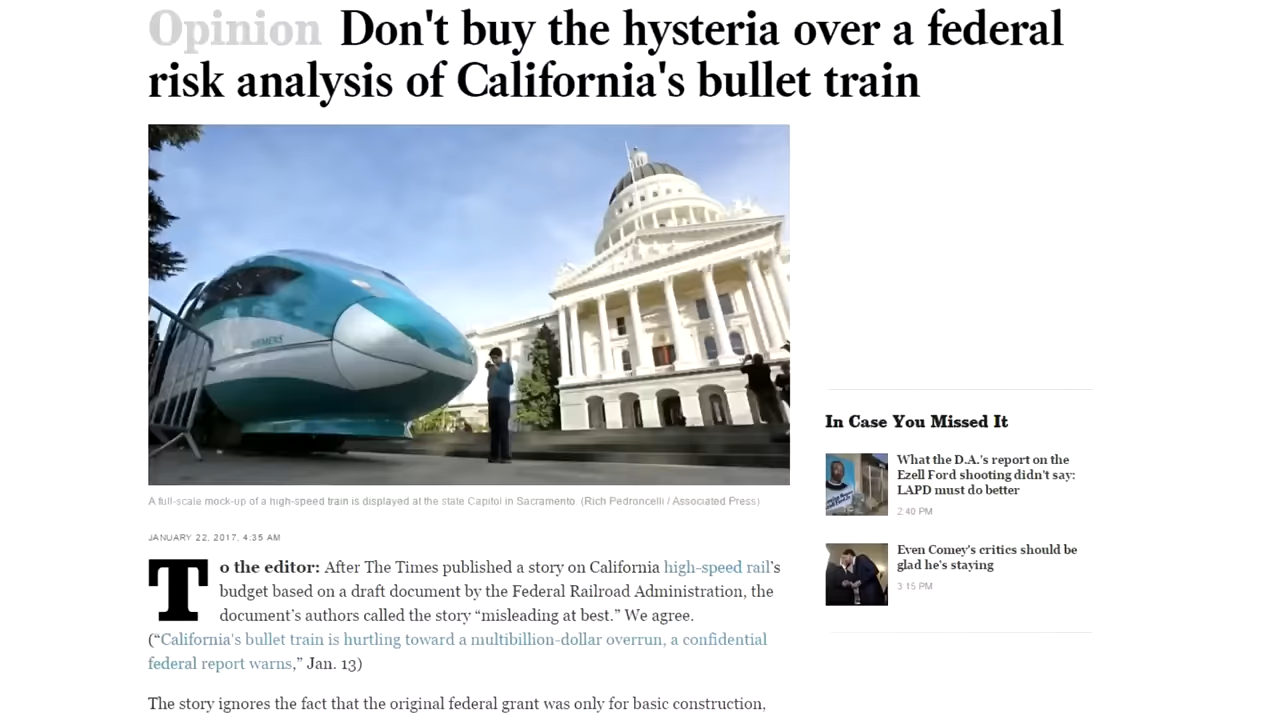 Opinion Don't buy the hysteria over a federal
risk analysis of California's bullet train
SIEMENS
A full-scale mock-up of a high-speed train is displayed at the state Capitol in Sacramento. (Rich Pedroncelli / Associated Press)
JANUARY 22, 2017, 4:35 AM
To the editor: After The Times published a story on California high-speed rail's
budget based on a draft document by the Federal Railroad Administration, the
document's authors called the story “misleading at best.” We agree.
(“California's bullet train is hurtling toward a multibillion-dollar overrun, a confidential
federal report warns,” Jan. 13)
The story ignores the fact that the original federal grant was only for basic construction,
In Case You Missed It
What the D.A.'s report on the
Ezell Ford shooting didn't say:
LAPD must do better
2:40 PM
Even Comey's critics should be
glad he's staying
3:15 PM